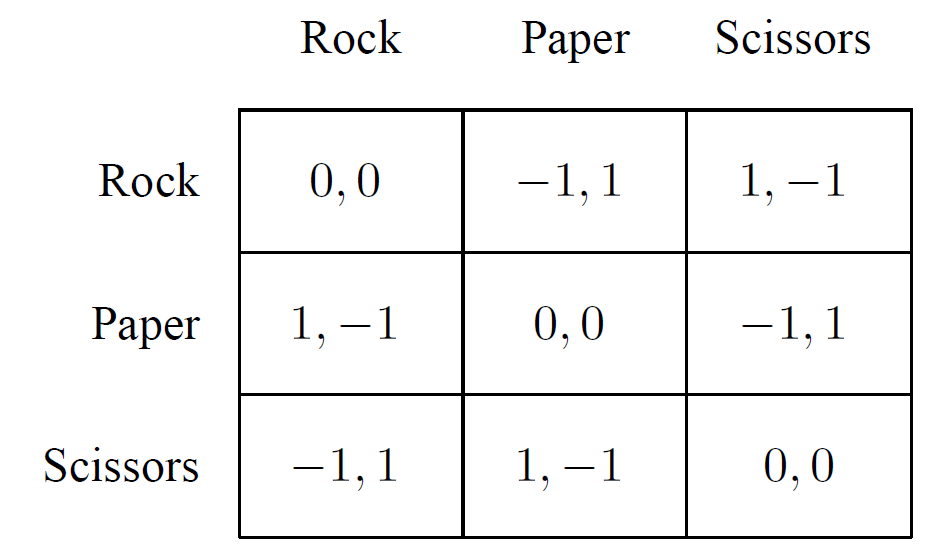 Rock Paper Scissors
Rock 0, 0 −1, 1 1, −1
Paper 1, −1 0, 0 −1, 1
Scissors −1, 1 1, −1 0, 0